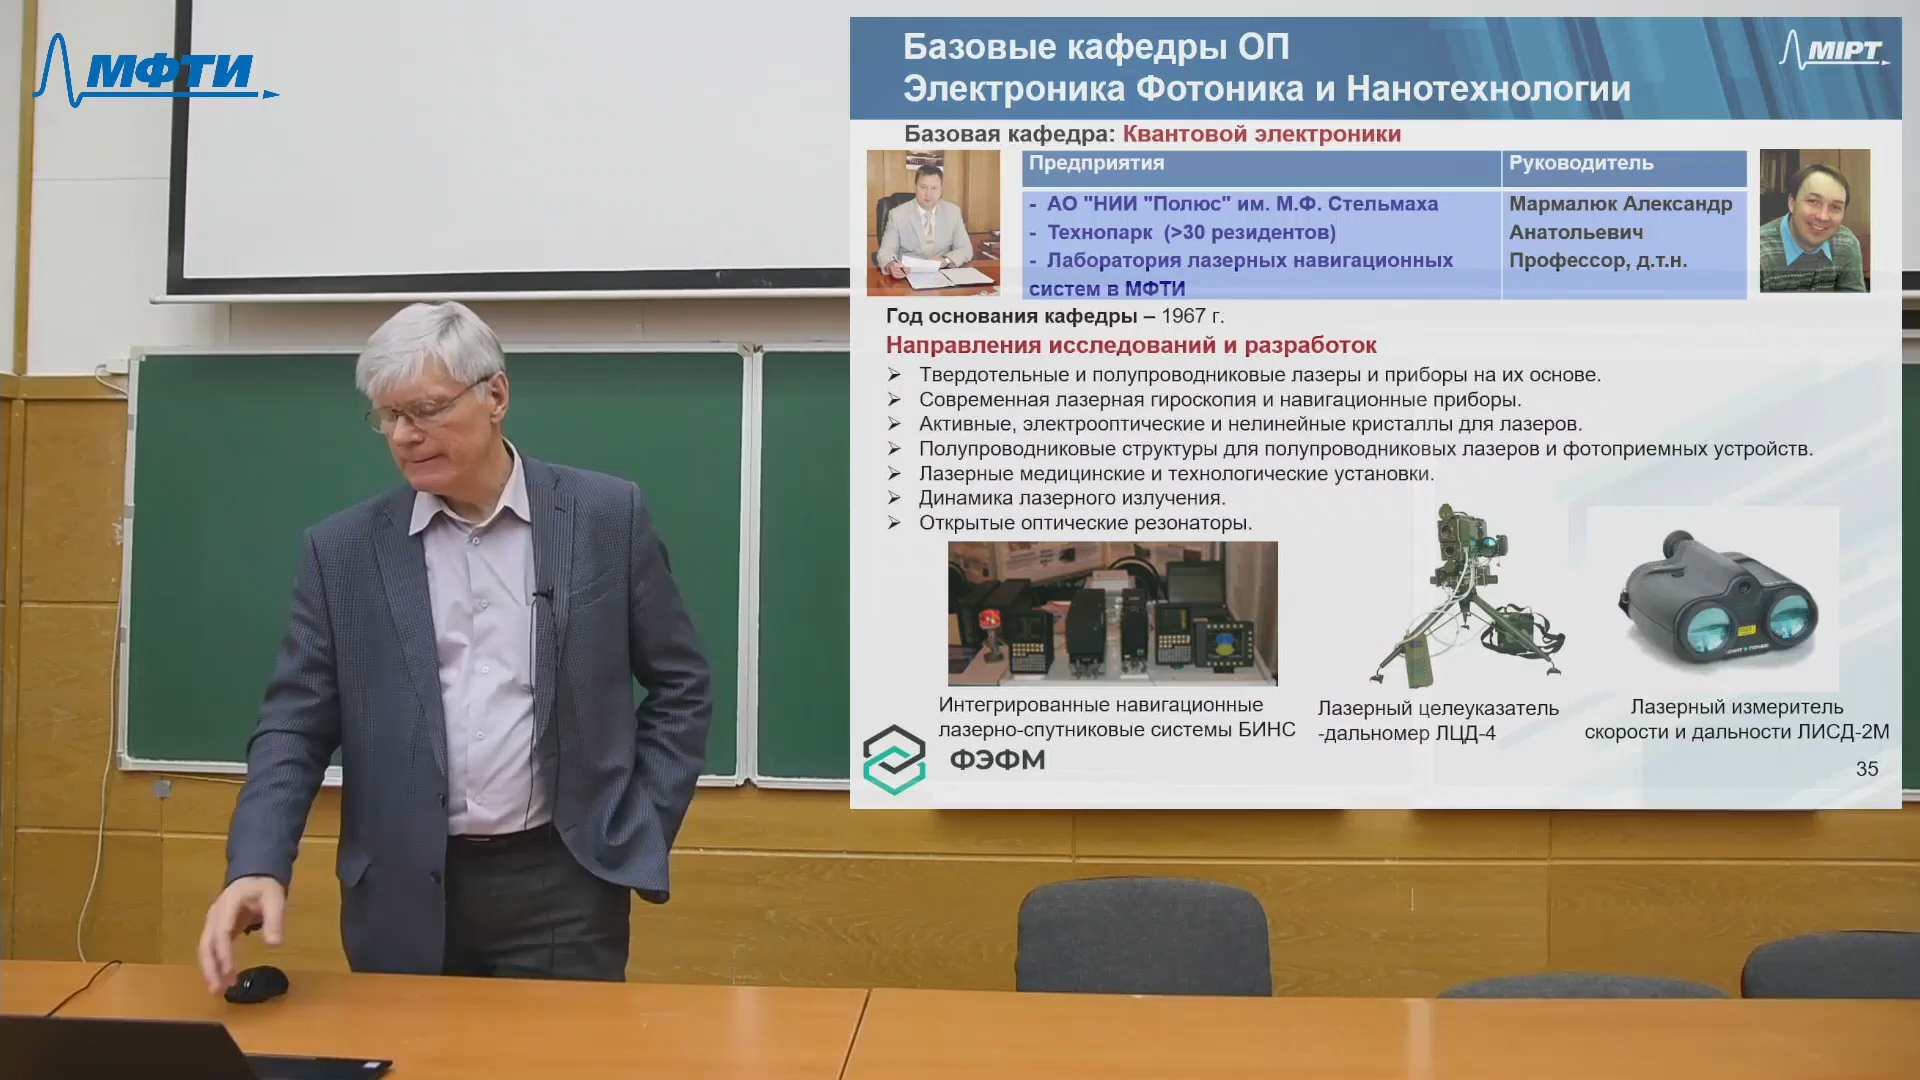 МФТИ
Базовые кафедры ОП
Электроника Фотоника и Нанотехнологии
MIPT
Базовая кафедра: Квантовой электроники
Предприятия
Руководитель
- АО "НИИ "Полюс" им. М.Ф. Стельмаха
- Технопарк (>30 резидентов)
- Лаборатория лазерных навигационных
систем в МФТИ
Мармалюк Александр
Анатольевич
Профессор, д.т.н.
Год основания кафедры – 1967 г.
Направления исследований и разработок
Твердотельные и полупроводниковые лазеры и приборы на их основе.
Современная лазерная гироскопия и навигационные приборы.
Активные, электрооптические и нелинейные кристаллы для лазеров.
Полупроводниковые структуры для полупроводниковых лазеров и фотоприемных устройств.
Лазерные медицинские и технологические установки.
Динамика лазерного излучения.
Открытые оптические резонаторы.
Интегрированные навигационные
лазерно-спутниковые системы БИНС
Лазерный целеуказатель
-дальномер ЛЦД-4
Лазерный измеритель
скорости и дальности ЛИСД-2М
ФЭФМ
35